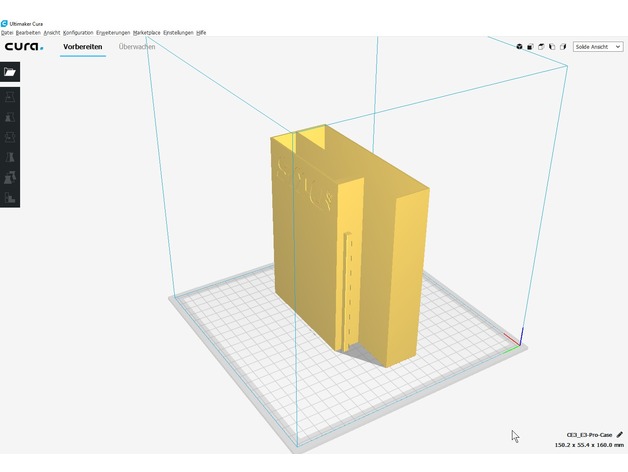 Ultimaker Cura
Datei Bearbeiten Ansicht Konfiguration Erweiterungen Marketplace Einstellungen Hilfe
cura. Vorbereiten Überwachen Solide Ansicht
CE3_E3-Pro-Case
150.2 x 55.4 x 160.0 mm